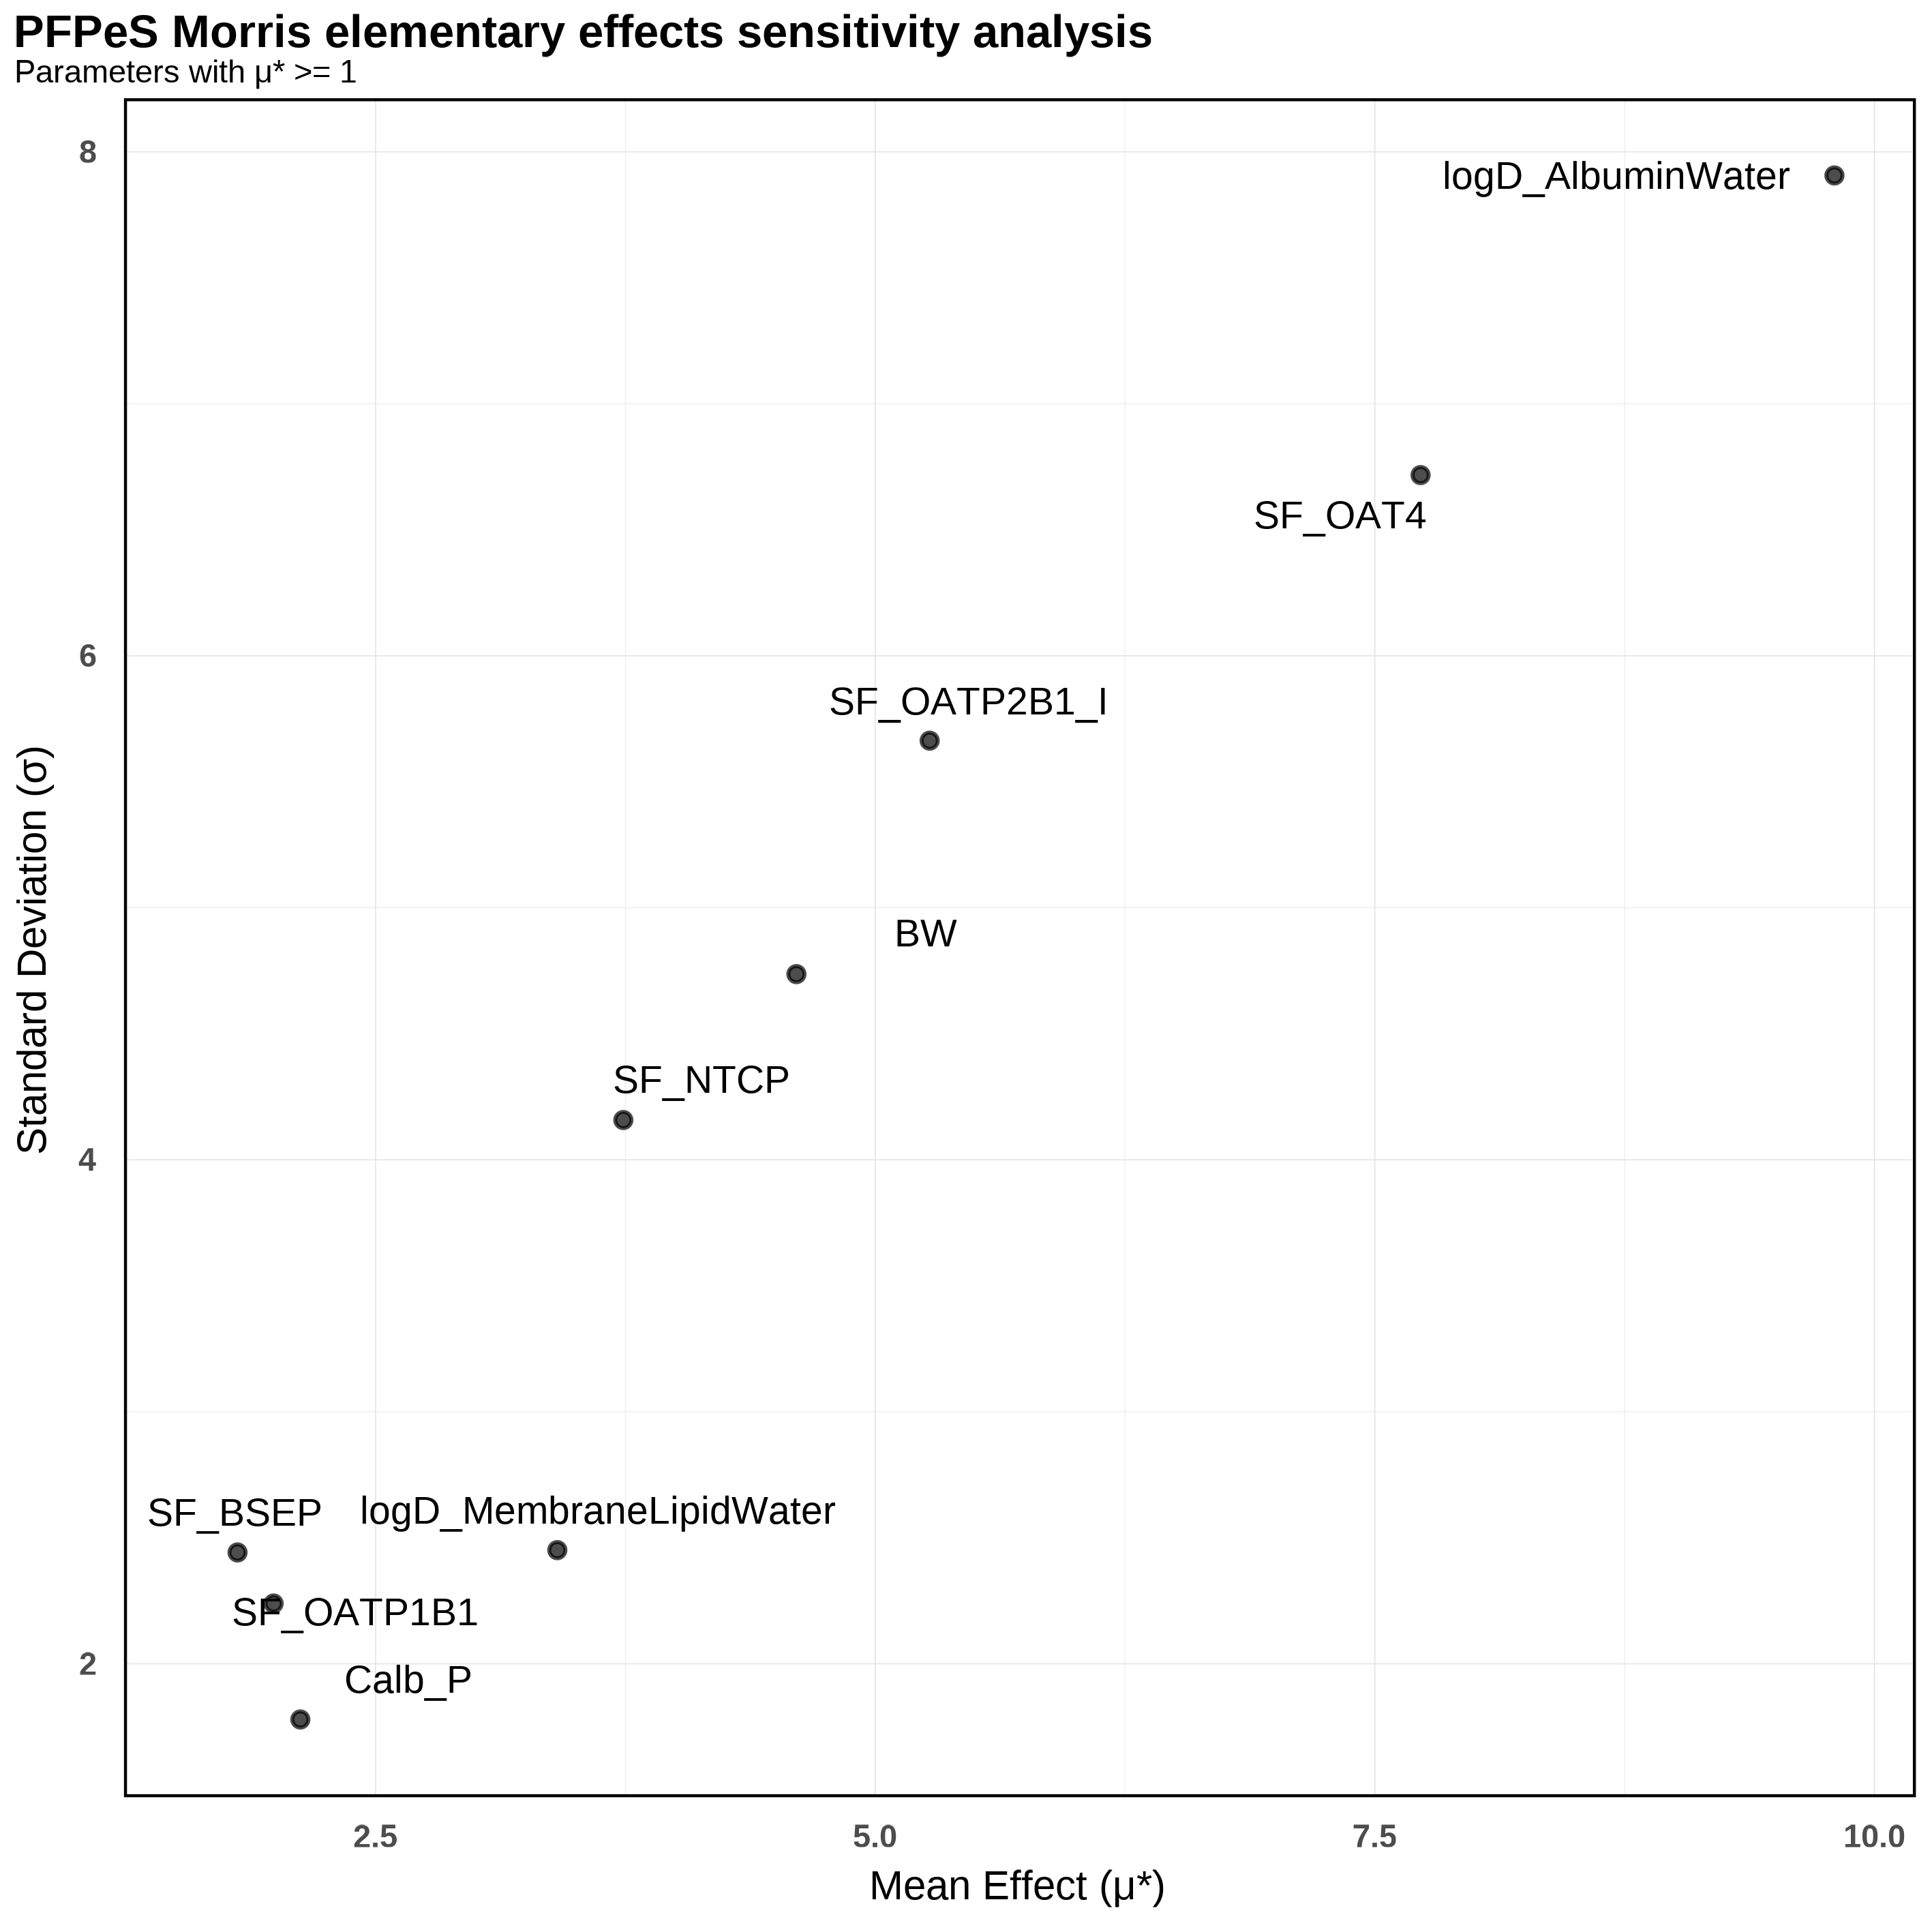 PFPeS Morris elementary effects sensitivity analysis
Parameters with μ* >= 1
8
logD_AlbuminWater
SF_OAT4
6
SF_OATP2B1_I
BW
SF_NTCP
4
Standard Deviation (σ)
SF_BSEP
logD_MembraneLipidWater
SF_OATP1B1
2
Calb_P
2.5
5.0
7.5
10.0
Mean Effect (μ*)